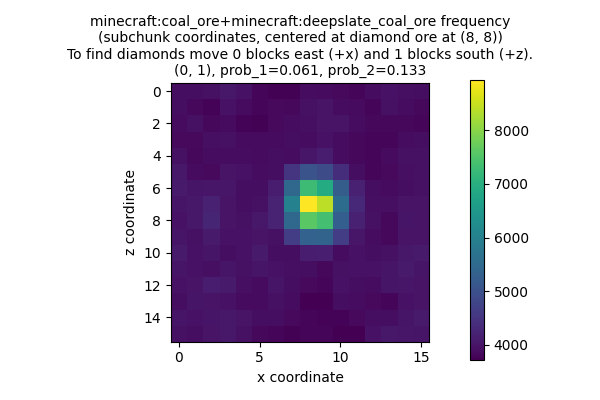 minecraft:coal_ore+minecraft:deepslate_coal_ore frequency
(subchunk coordinates, centered at diamond ore at (8, 8))
To find diamonds move 0 blocks east (+x) and 1 blocks south (+z).
(0, 1), prob_1=0.061, prob_2=0.133
0
2
4
6
8
10
12
14
z coordinate
0
5
10
15
x coordinate
8000
7000
6000
5000
4000